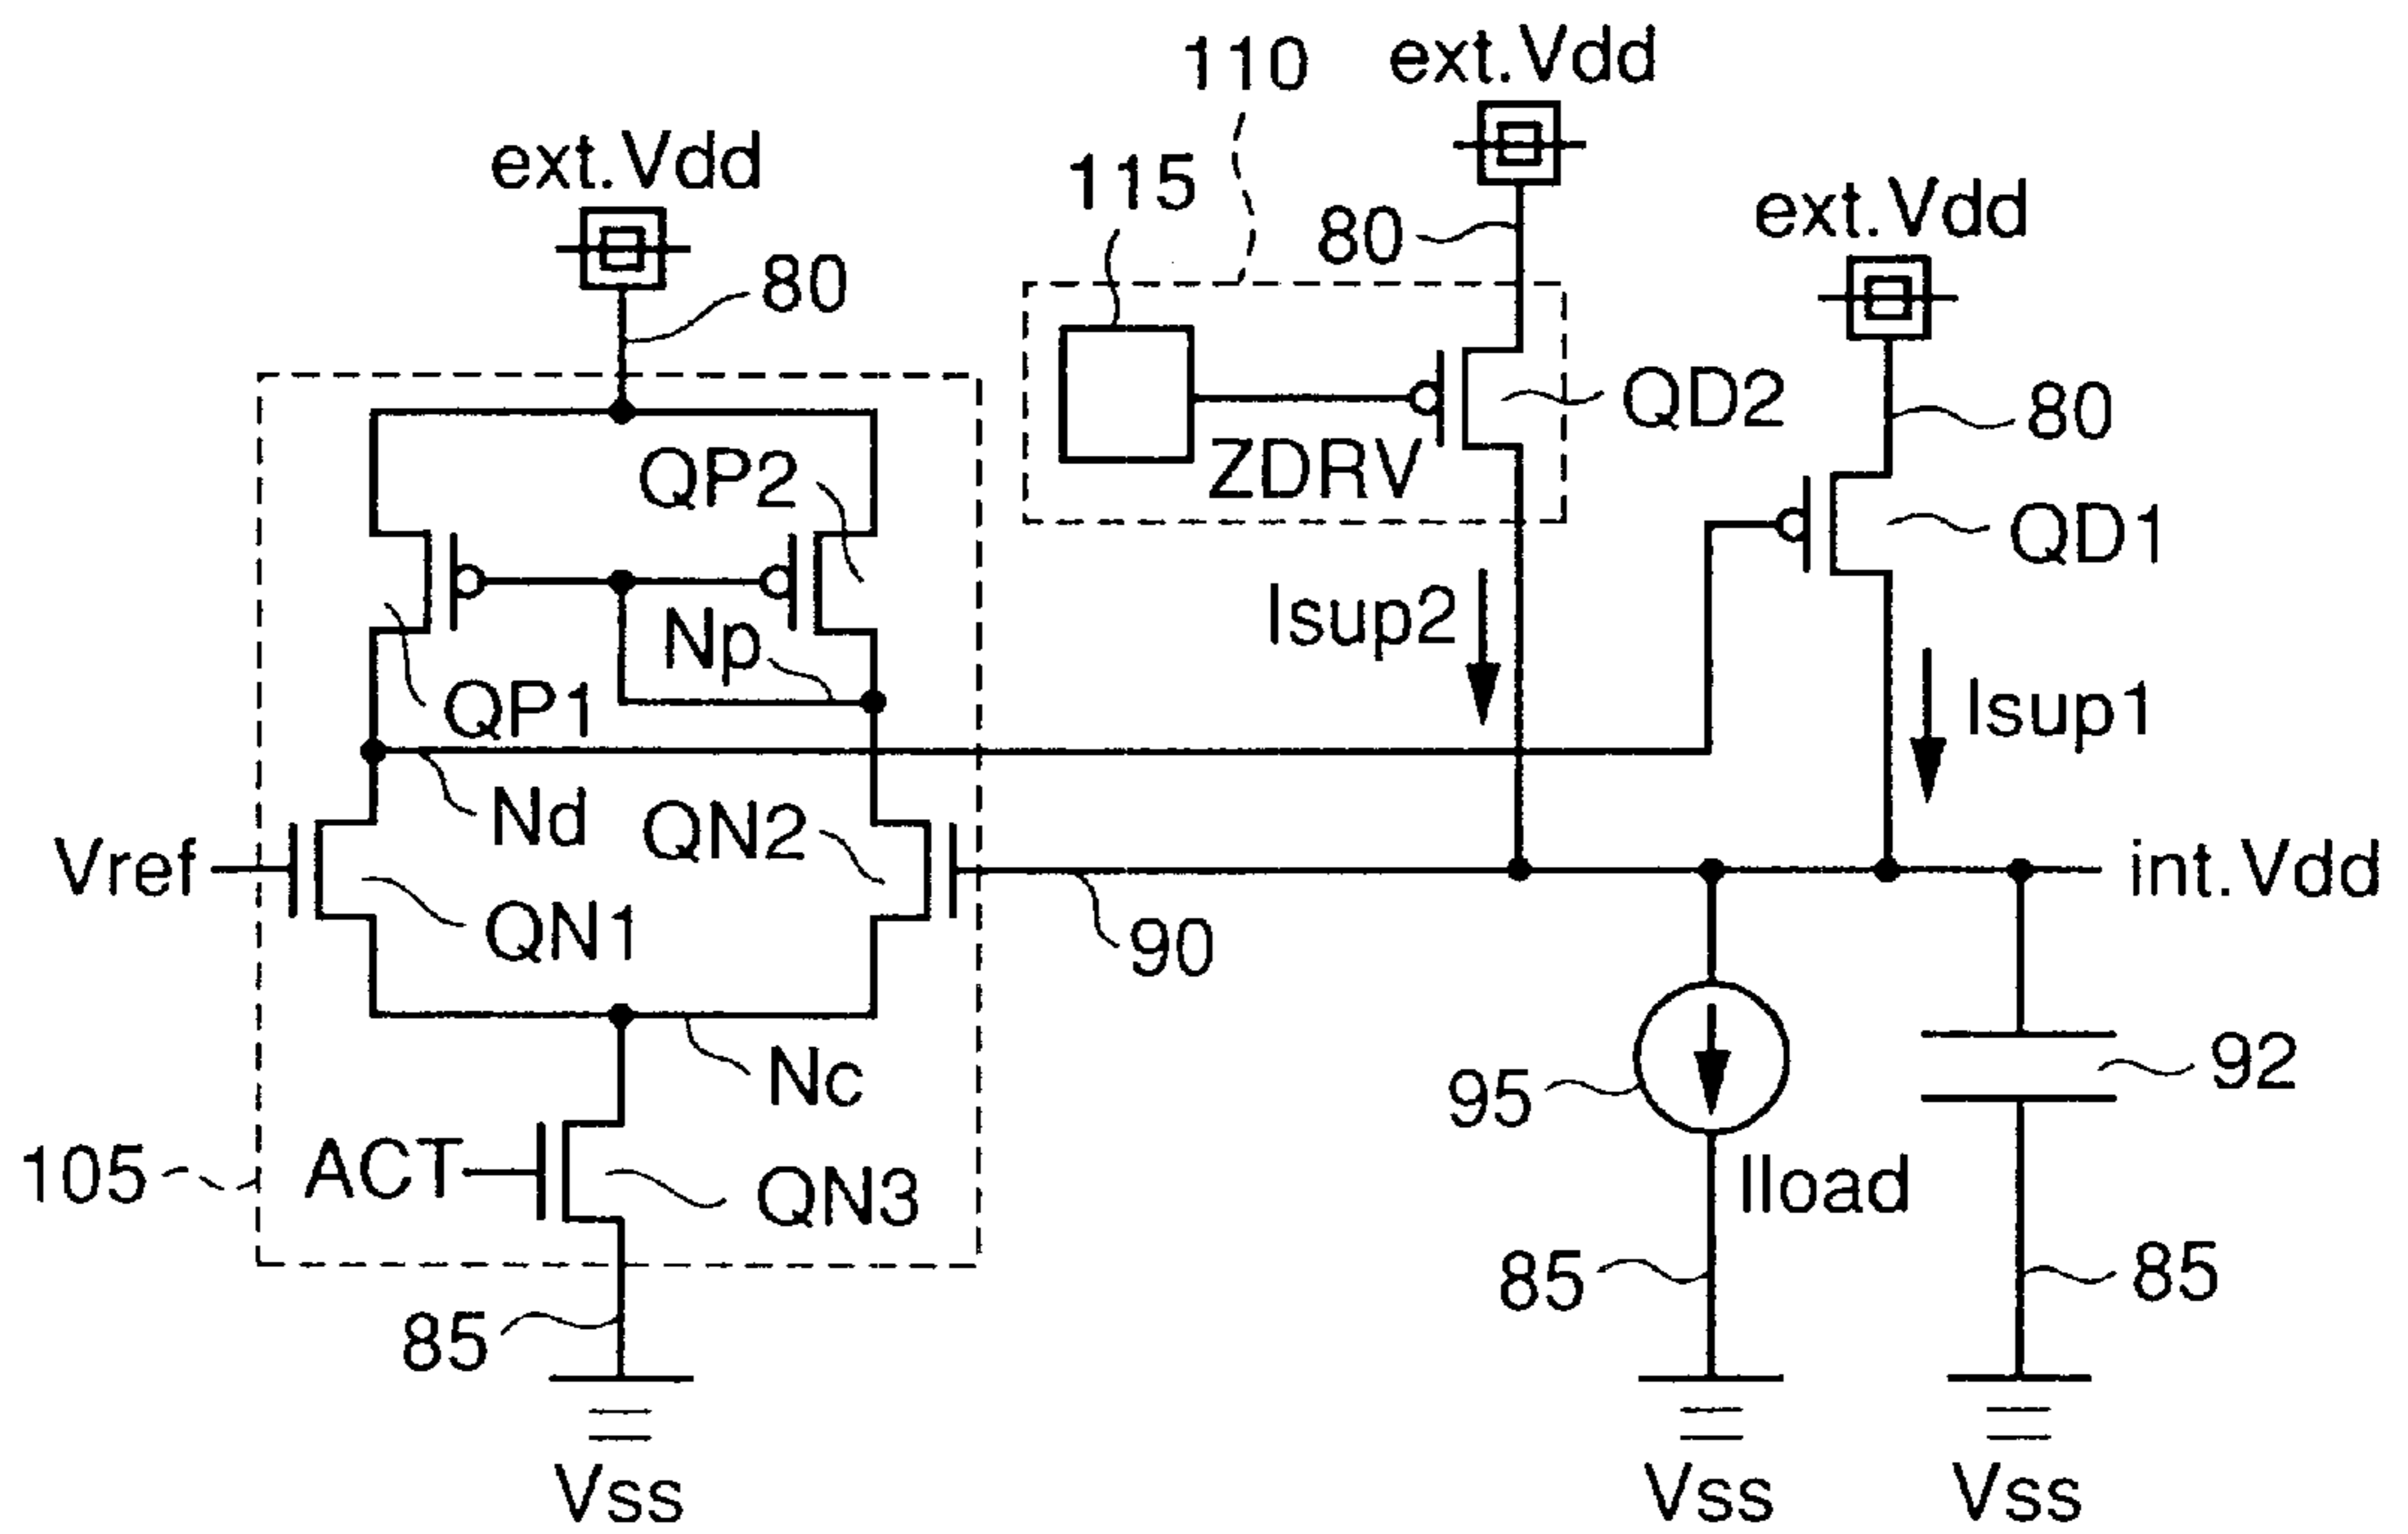 110
ext.Vdd
ext.Vdd
115
80
ext.Vdd
80
QD2
80
QP2
ZDRV
QD1
Isup2
Np
QP1
Isup1
Nd
QN2
Vref
int.Vdd
QN1
90
Nc
92
95
105
ACT
QN3
Iload
85
85
85
Vss
Vss
Vss